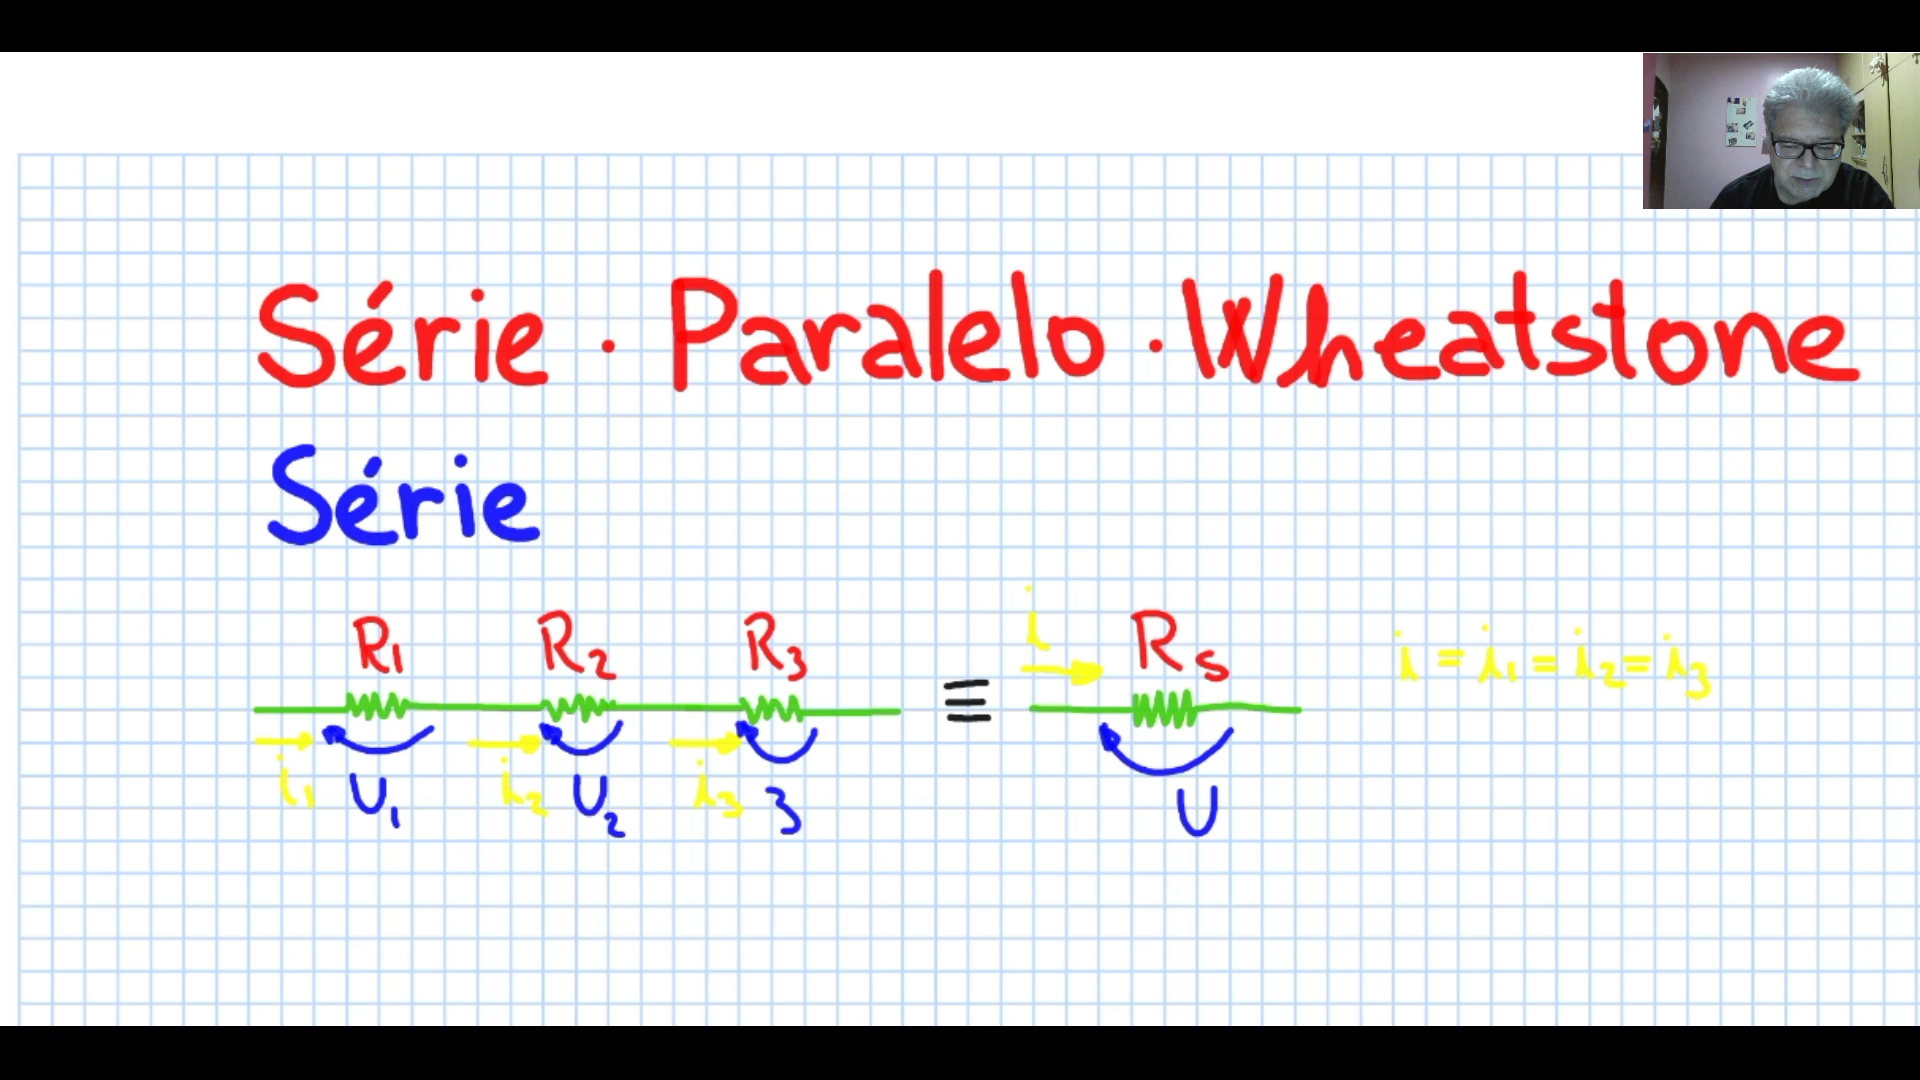 Série · Paralelo · Wheatstone
Série
R1 R2 R3 ≡ i Rs i = i1 = i2 = i3
i1 U1 i2 U2 i3 3 U